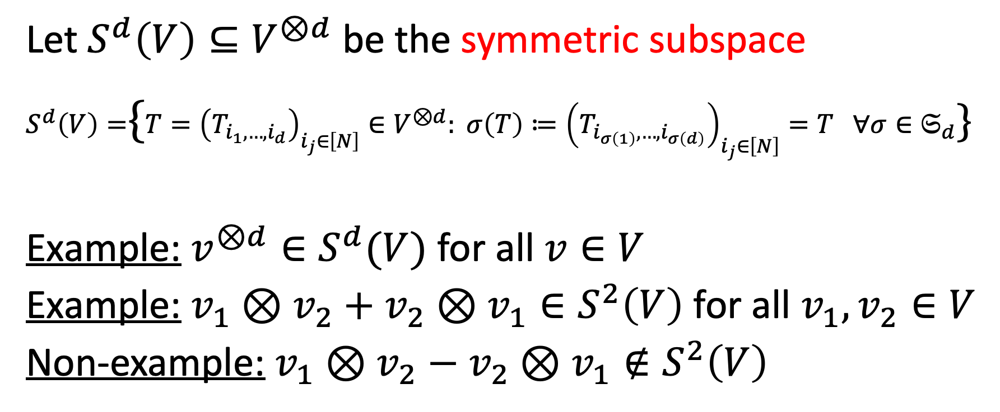 Let $S^d(V) \subseteq V^{\otimes d}$ be the symmetric subspace
$S^d(V) = \left\{ T = \left(T_{i_1,\ldots,i_d}\right)_{i_j \in [N]} \in V^{\otimes d} : \sigma(T) := \left(T_{i_{\sigma(1)},\ldots,i_{\sigma(d)}}\right)_{i_j \in [N]} = T \ \ \forall \sigma \in \mathfrak{S}_d \right\}$
Example: $v^{\otimes d} \in S^d(V)$ for all $v \in V$
Example: $v_1 \otimes v_2 + v_2 \otimes v_1 \in S^2(V)$ for all $v_1, v_2 \in V$
Non-example: $v_1 \otimes v_2 - v_2 \otimes v_1 \notin S^2(V)$